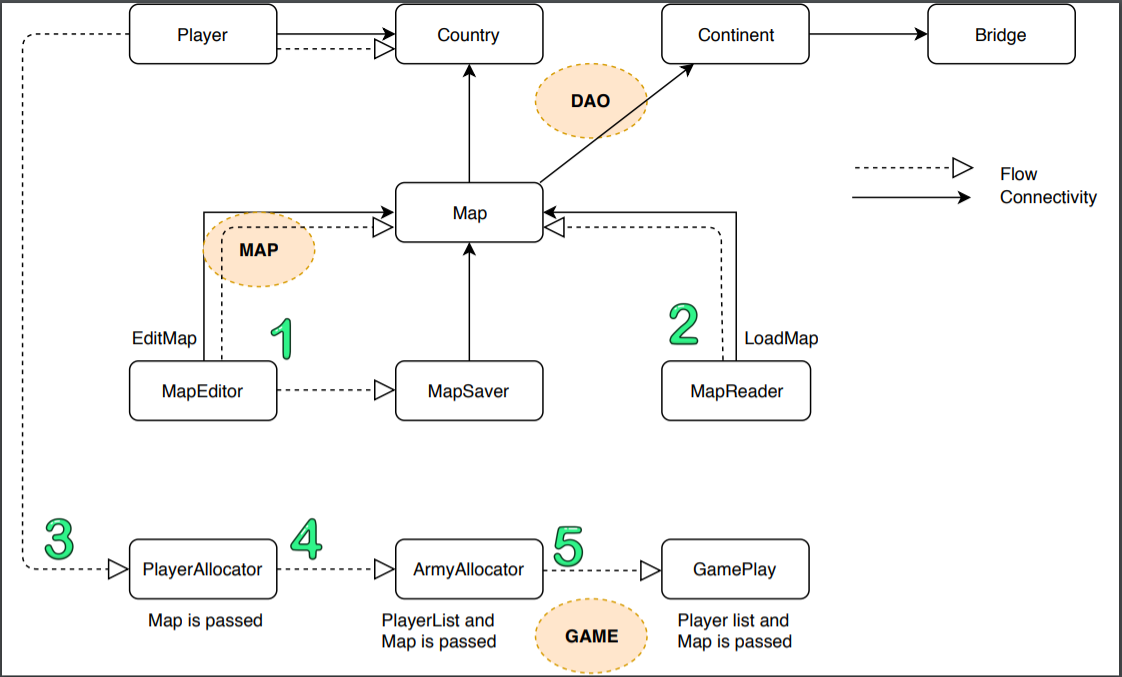 Player
Country
Continent
Bridge
DAO
Flow
Connectivity
Map
MAP
EditMap
1
2
LoadMap
MapEditor
MapSaver
MapReader
3
4
5
PlayerAllocator
ArmyAllocator
GamePlay
Map is passed
PlayerList and
Map is passed
GAME
Player list and
Map is passed